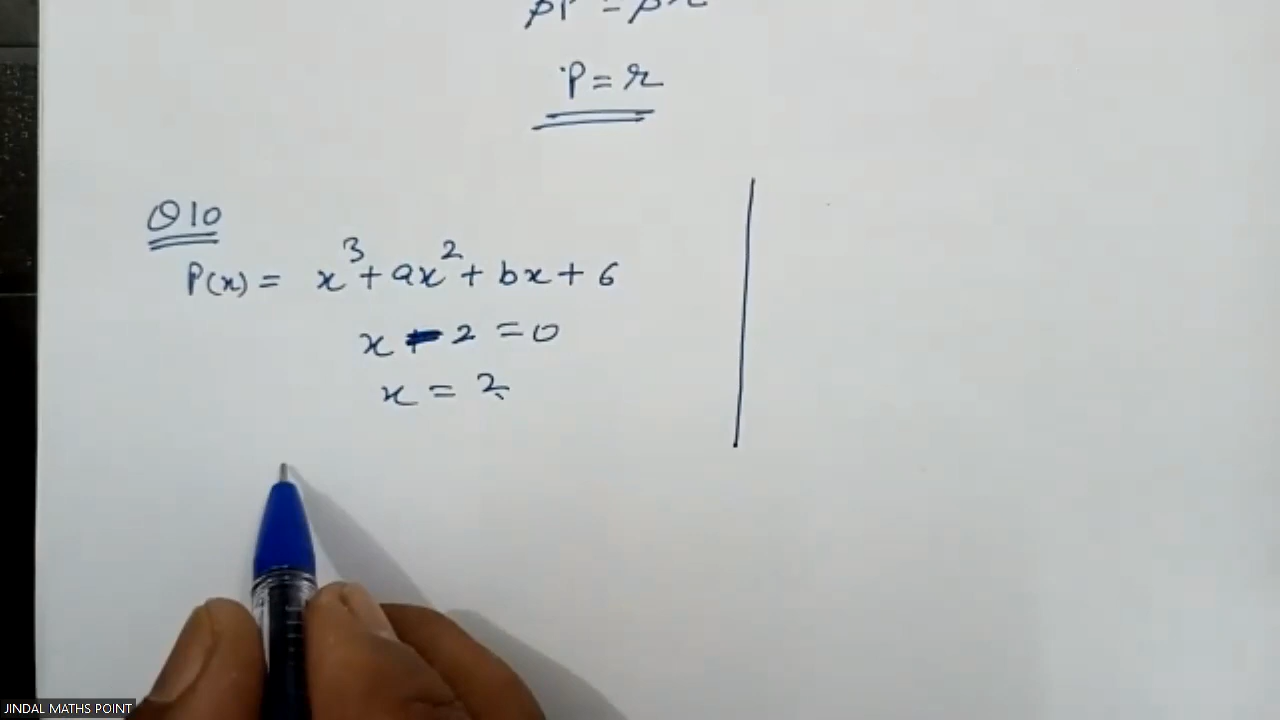 P = r
Q10
P(x) = x³ + ax² + bx + 6
x - 2 = 0
x = 2
JINDAL MATHS POINT